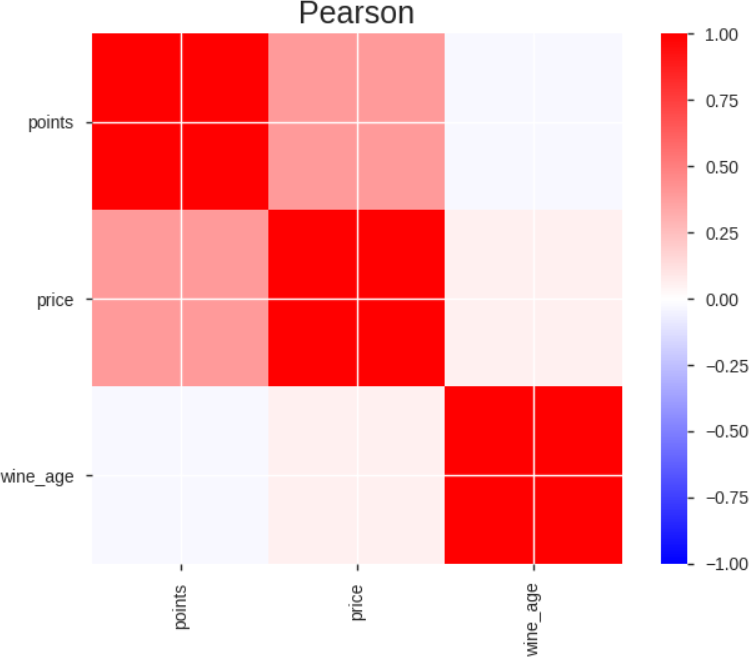 Pearson
points
price
wine_age
points
price
wine_age
1.00
0.75
0.50
0.25
0.00
−0.25
−0.50
−0.75
−1.00